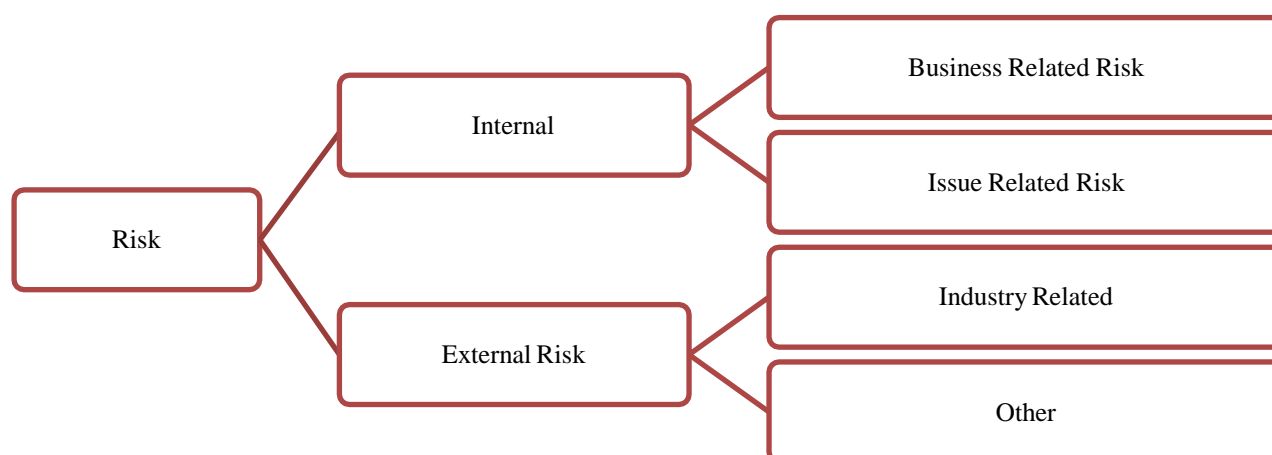 Risk
Internal
Business Related Risk
Issue Related Risk
External Risk
Industry Related
Other